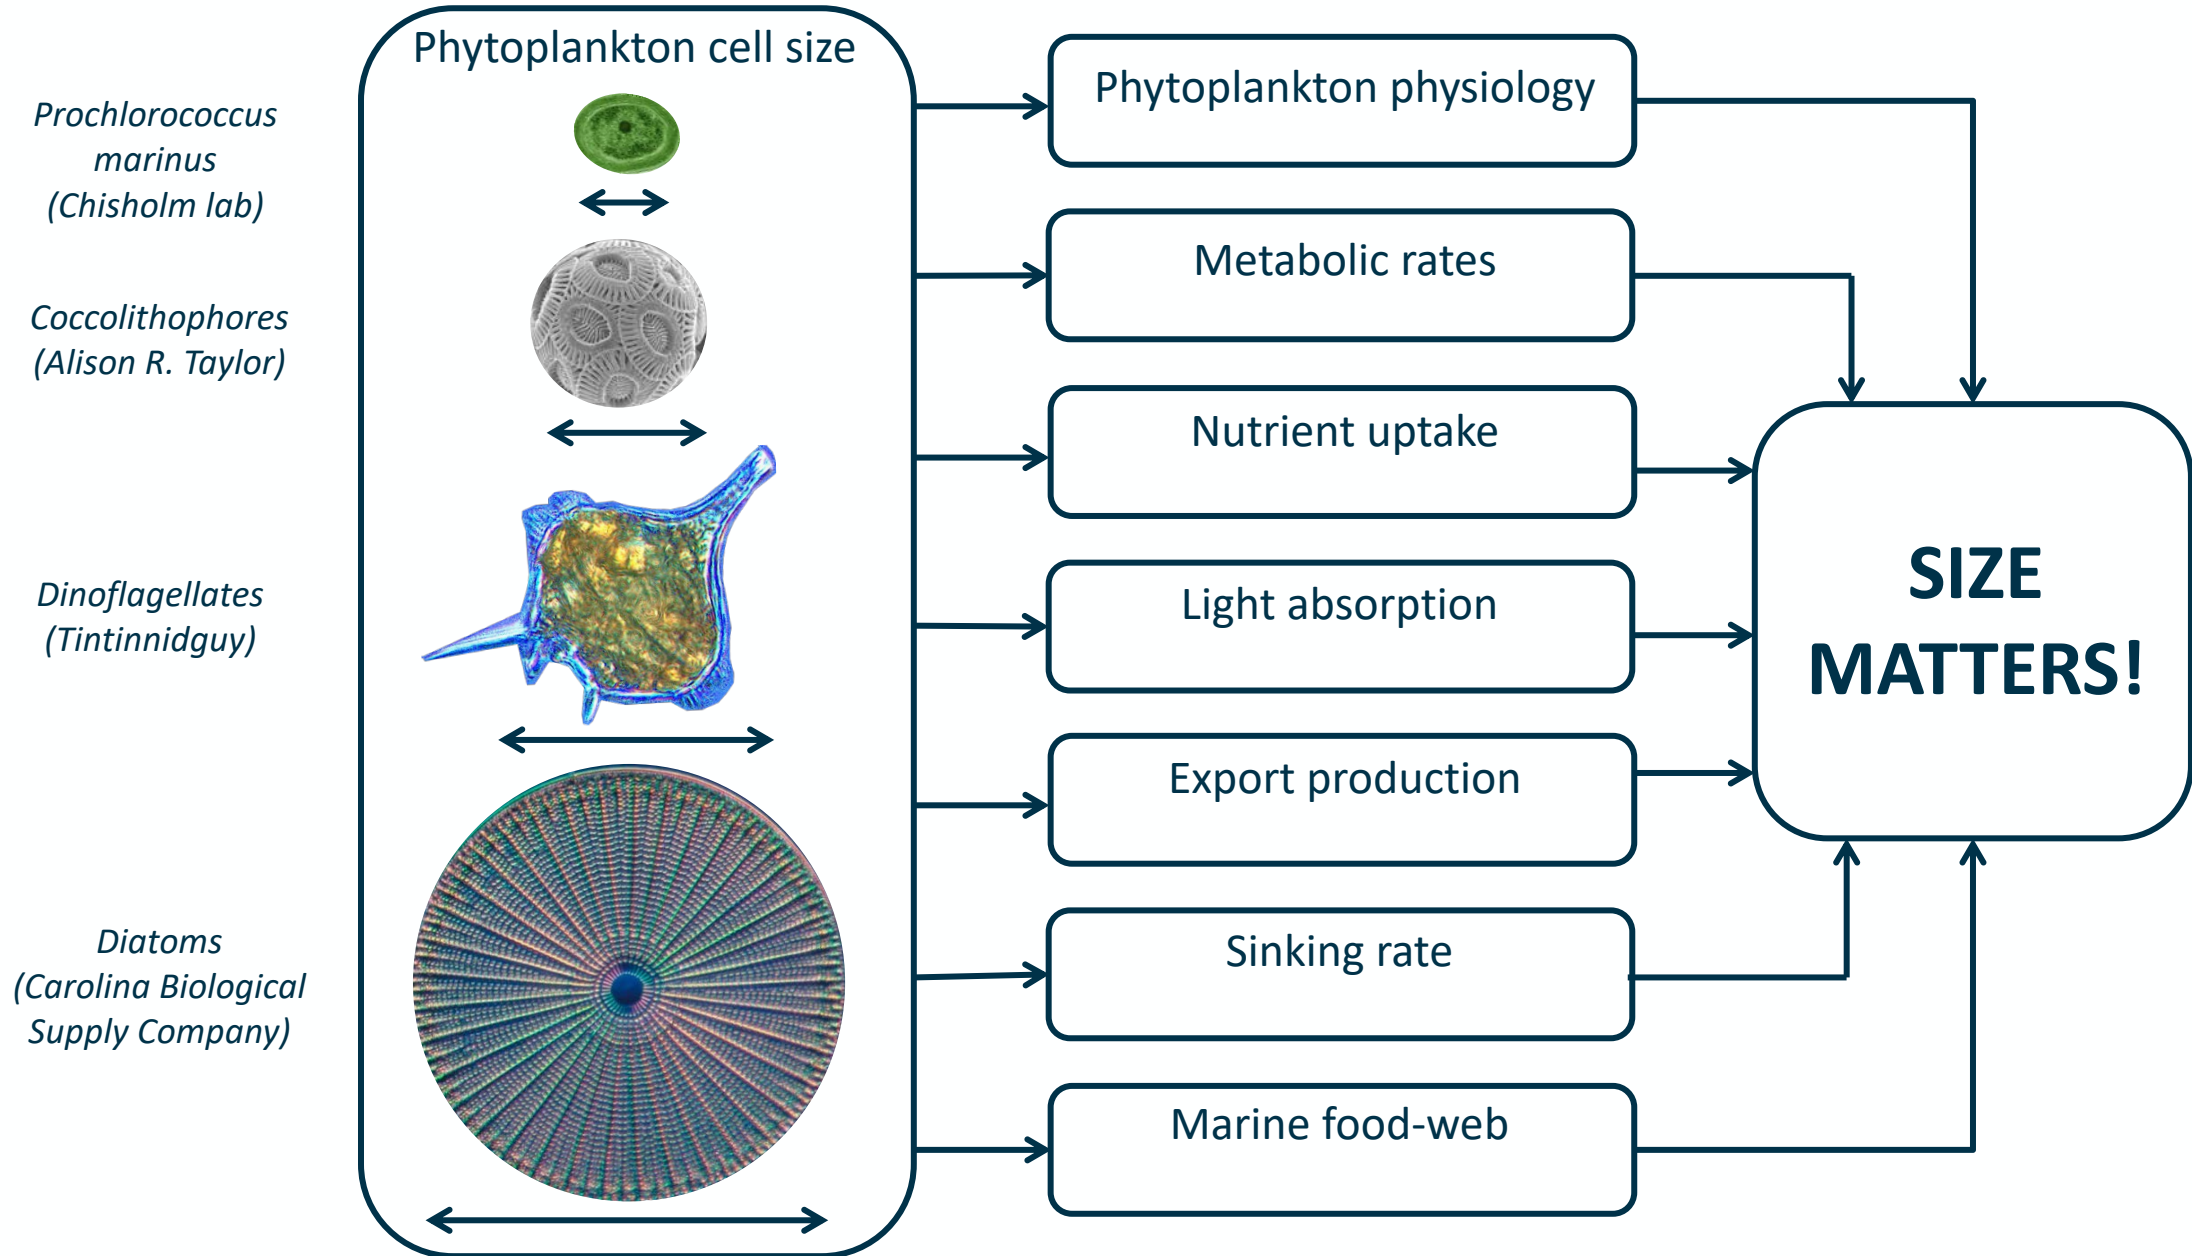 Phytoplankton cell size
Prochlorococcus
marinus
(Chisholm lab)
Coccolithophores
(Alison R. Taylor)
Dinoflagellates
(Tintinnidguy)
Diatoms
(Carolina Biological
Supply Company)
Phytoplankton physiology
Metabolic rates
Nutrient uptake
Light absorption
Export production
Sinking rate
Marine food-web
SIZE
MATTERS!